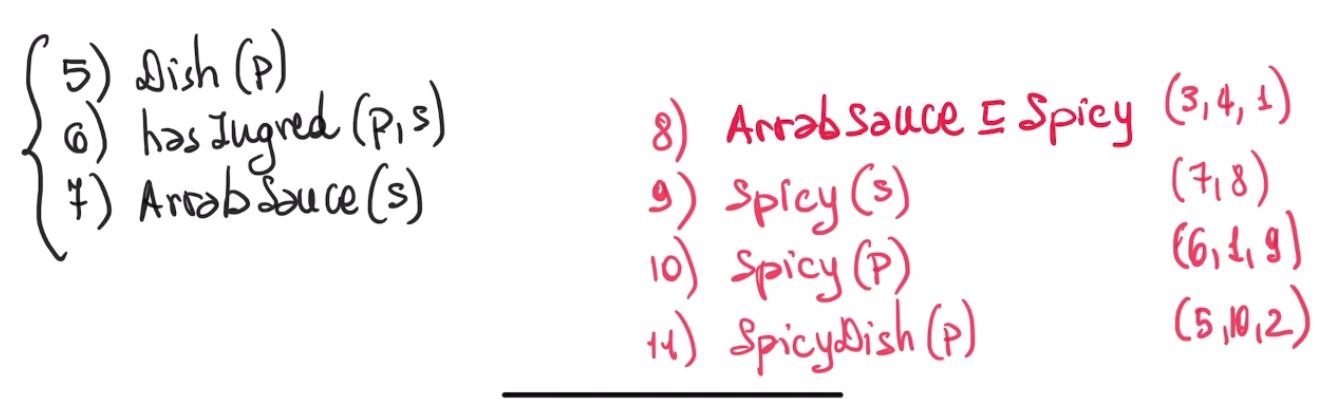 5) Dish (P)
6) hasIngred (P, s)
7) ArrabSauce (s)
8) ArrabSauce ⊑ Spicy (3, 4, 1)
9) Spicy (s) (7, 8)
10) Spicy (P) (6, 1, 9)
11) SpicyDish (P) (5, 10, 2)